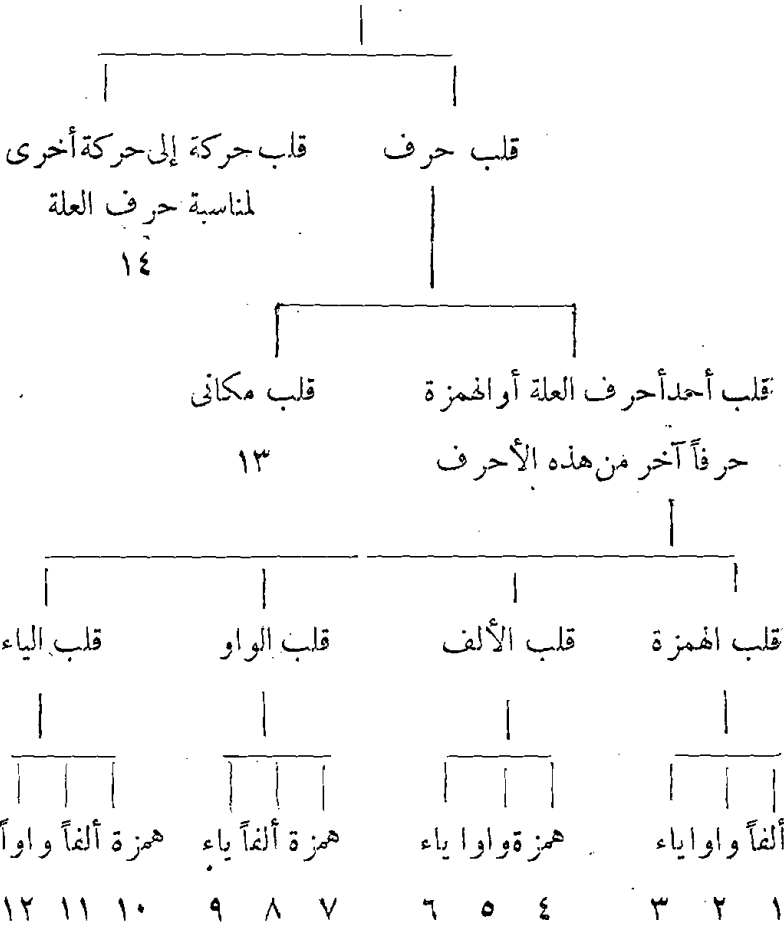 قلب حرف قلب حركة إلى حركة أخرى
لمناسبة حرف العلة
١٤
قلب أحد أحرف العلة أو الهمزة قلب مكانى
حرفاً آخر من هذه الأحرف ١٣
قلب الهمزة قلب الألف قلب الواو قلب الياء
ألفاً واوا ياء همزة واوا ياء همزة ألفاً ياء همزة ألفاً واواً
١ ٢ ٣ ٤ ٥ ٦ ٧ ٨ ٩ ١٠ ١١ ١٢